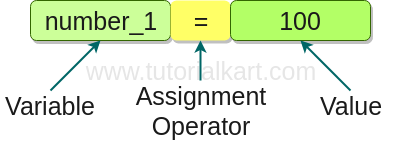 number_1 = 100
www.tutorialkart.com
Variable
Assignment
Operator
Value